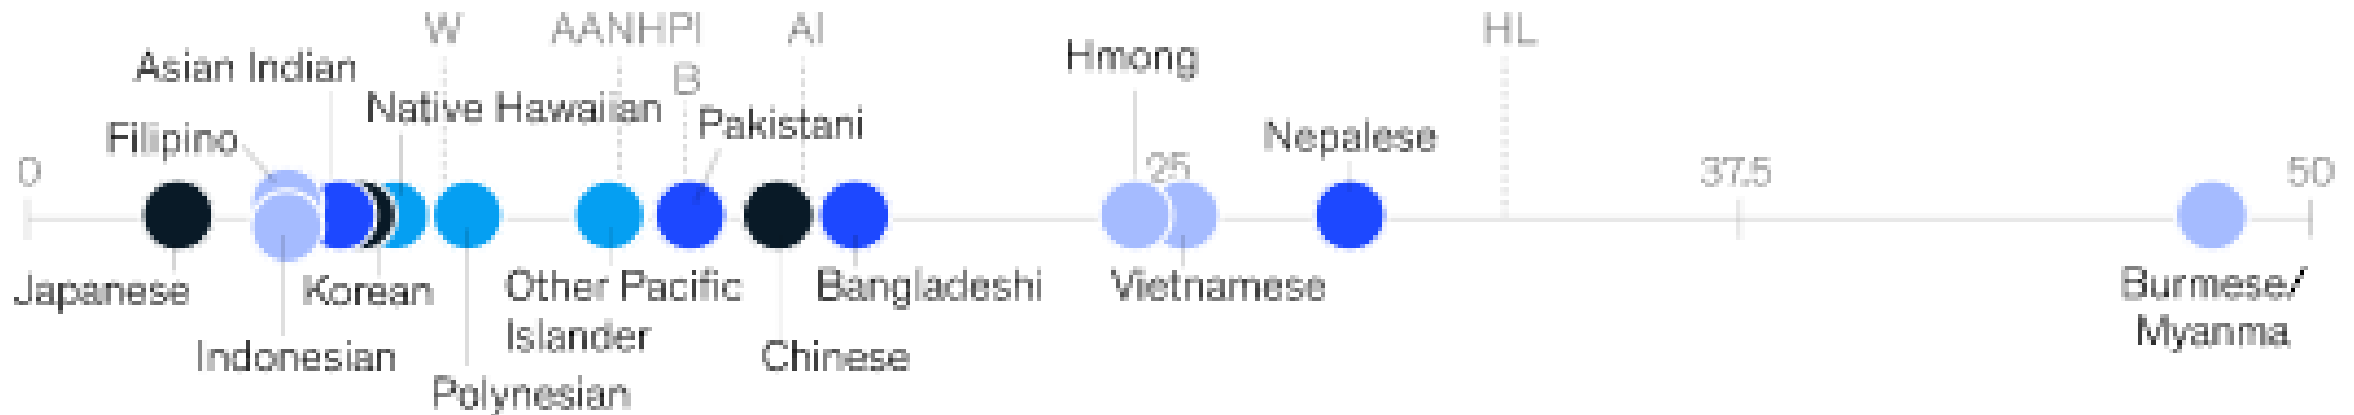 W
AANHPI
AI
HL
Asian Indian
Hmong
B
Native Hawaiian
Pakistani
Filipino
Nepalese
0
25
37.5
50
Japanese
Korean
Other Pacific
Islander
Bangladeshi
Vietnamese
Burmese/
Myanma
Indonesian
Chinese
Polynesian